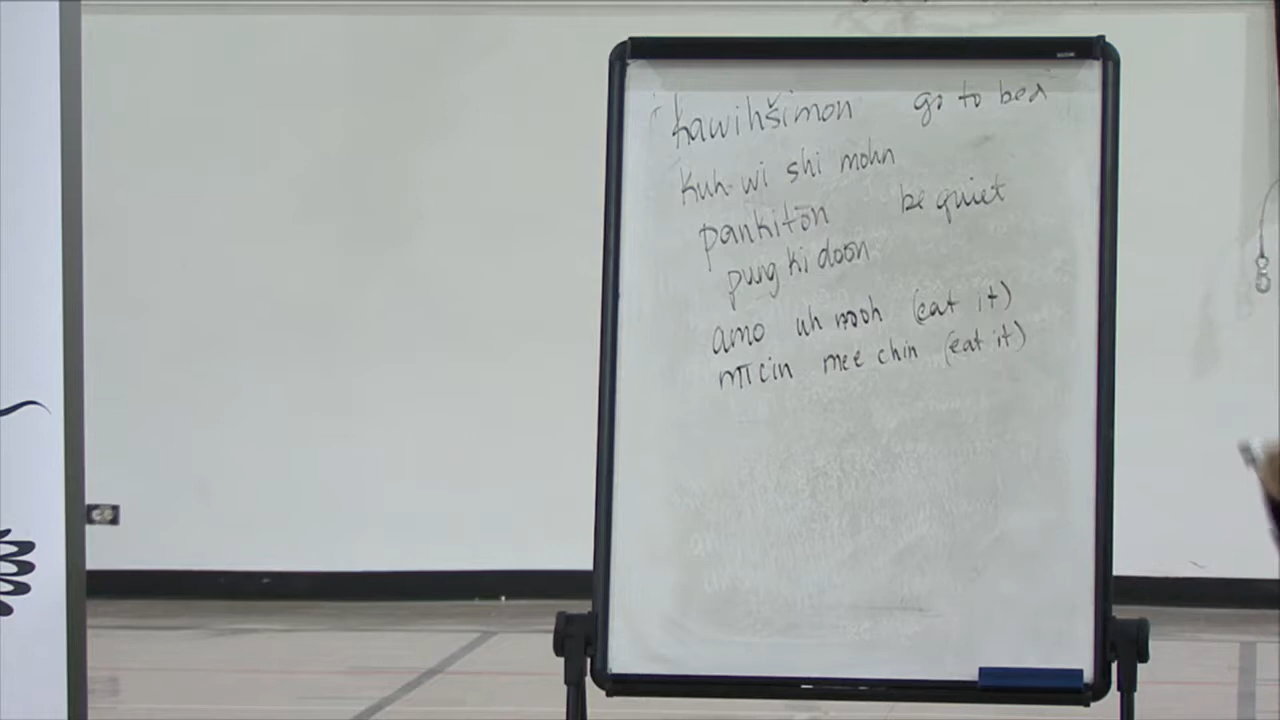 kawihšimon go to bed
kuh wi shi mohn
pankitōn be quiet
pung ki doon
amo uh mooh (eat it)
mīcin mee chin (eat it)